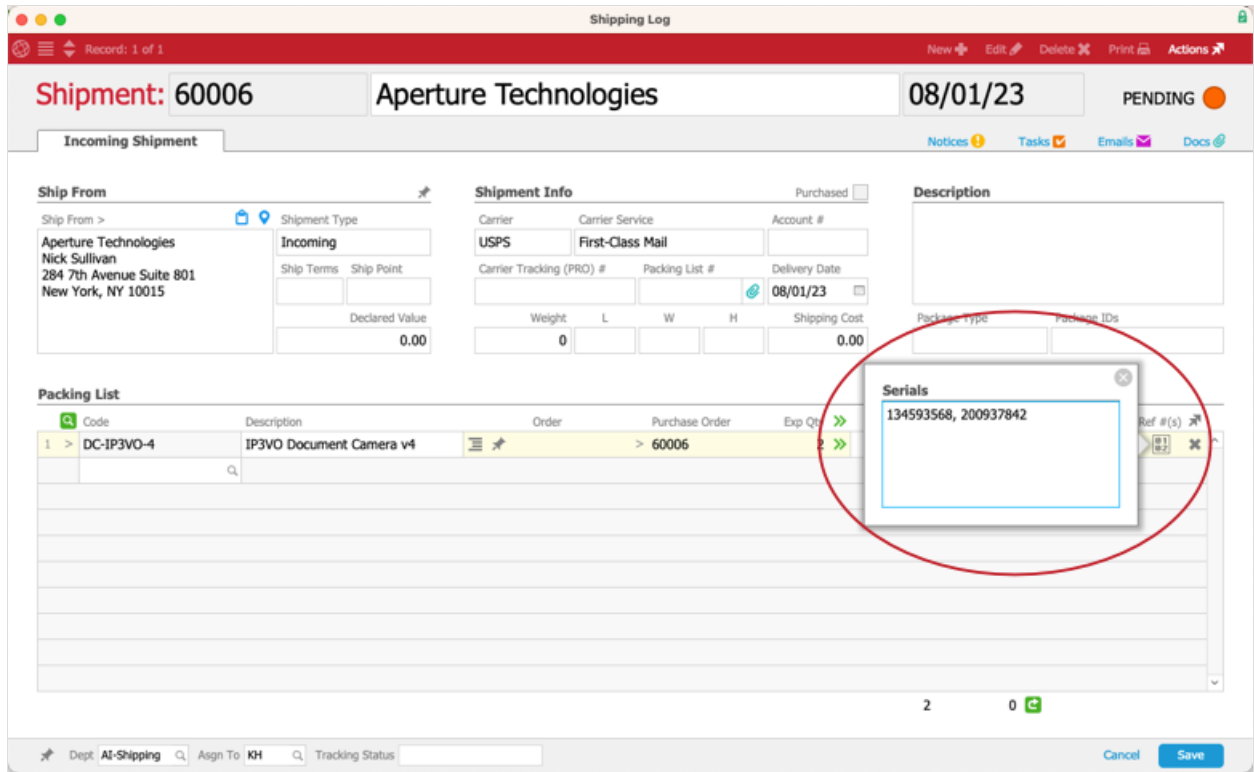 Shipping Log
Record: 1 of 1
New Edit Delete Print Actions
Shipment: 60006 Aperture Technologies 08/01/23 PENDING
Incoming Shipment
Notices Tasks Emails Docs
Ship From
Ship From >
Aperture Technologies
Nick Sullivan
284 7th Avenue Suite 801
New York, NY 10015
Shipment Type
Incoming
Ship Terms Ship Point
Declared Value
0.00
Shipment Info Purchased
Carrier Carrier Service Account #
USPS First-Class Mail
Carrier Tracking (PRO) # Packing List # Delivery Date
08/01/23
Weight L W H Shipping Cost
0 0.00
Description
Package Type Package IDs
Packing List
Code Description Order Purchase Order Exp Qty Ref #(s)
1 > DC-IP3VO-4 IP3VO Document Camera v4 > 60006 2
Serials
134593568, 200937842
2 0
Dept AI-Shipping Asgn To KH Tracking Status Cancel Save